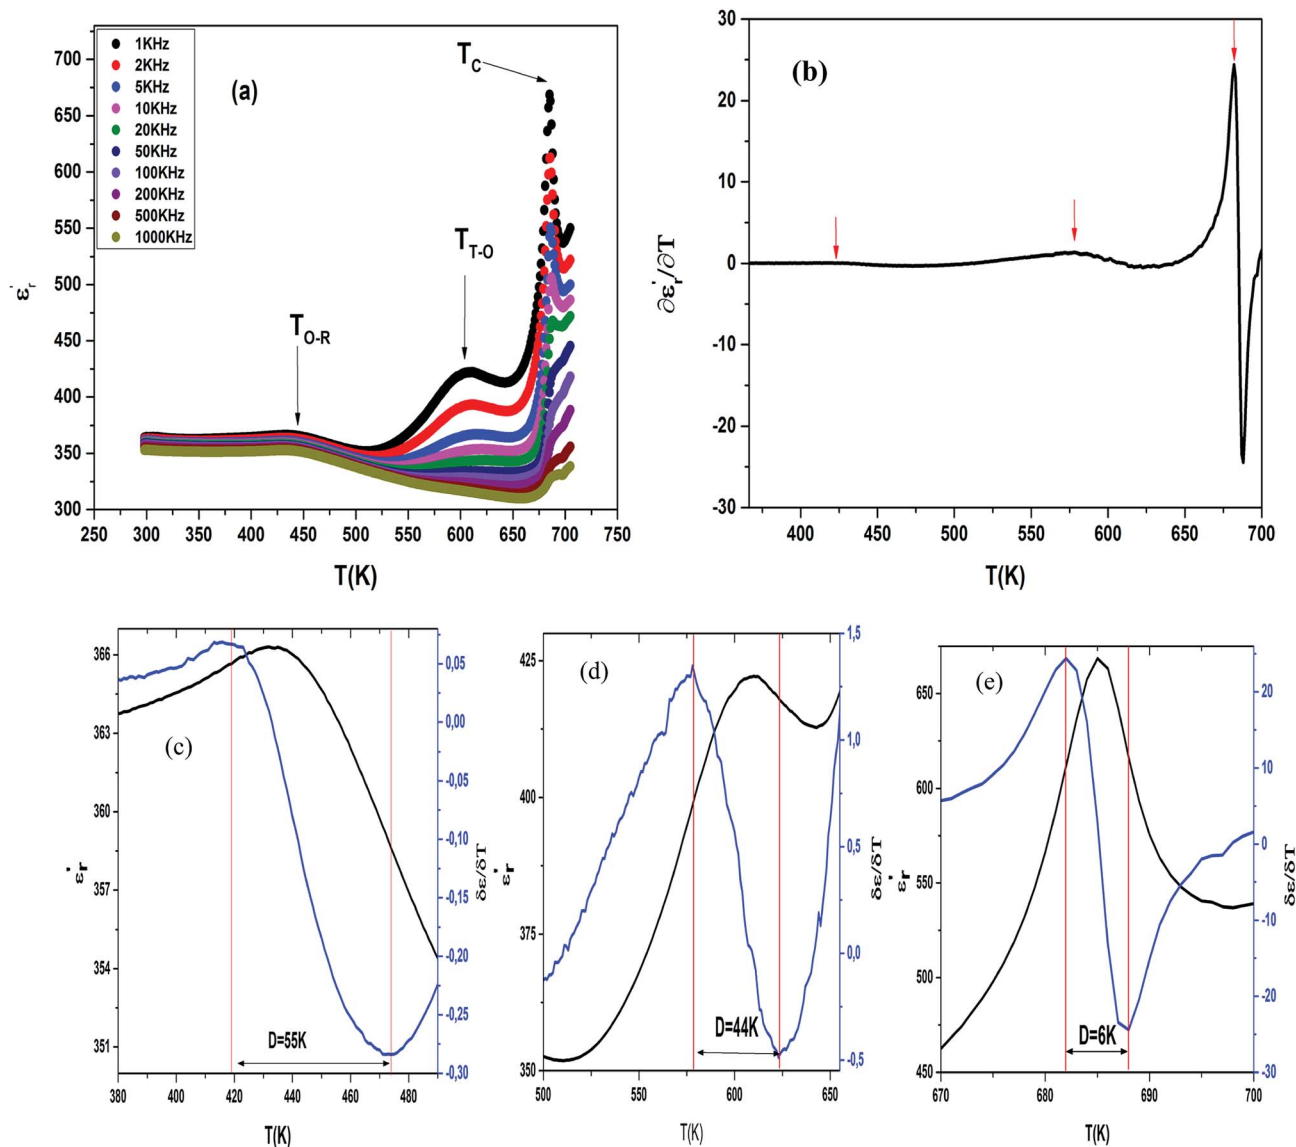 (a)
1KHz
2KHz
5KHz
10KHz
20KHz
50KHz
100KHz
200KHz
500KHz
1000KHz
T_C
T_T-O
T_O-R
ε'_r
700
650
600
550
500
450
400
350
300
250 300 350 400 450 500 550 600 650 700 750
T(K)
(b)
∂ε'_r/∂T
30
20
10
0
-10
-20
-30
400 450 500 550 600 650 700
T(K)
(c)
ε'_r
366
363
360
357
354
351
380 400 420 440 460 480
T(K)
D=55K
0,05
0,00
-0,05
-0,10
-0,15
-0,20
-0,25
-0,30
δε/δT
(d)
ε'_r
425
400
375
350
500 550 600 650
T(K)
D=44K
1,5
1,0
0,5
0,0
-0,5
δε/δT
(e)
ε'_r
650
600
550
500
450
670 680 690 700
T(K)
D=6K
20
10
0
-10
-20
-30
δε/δT